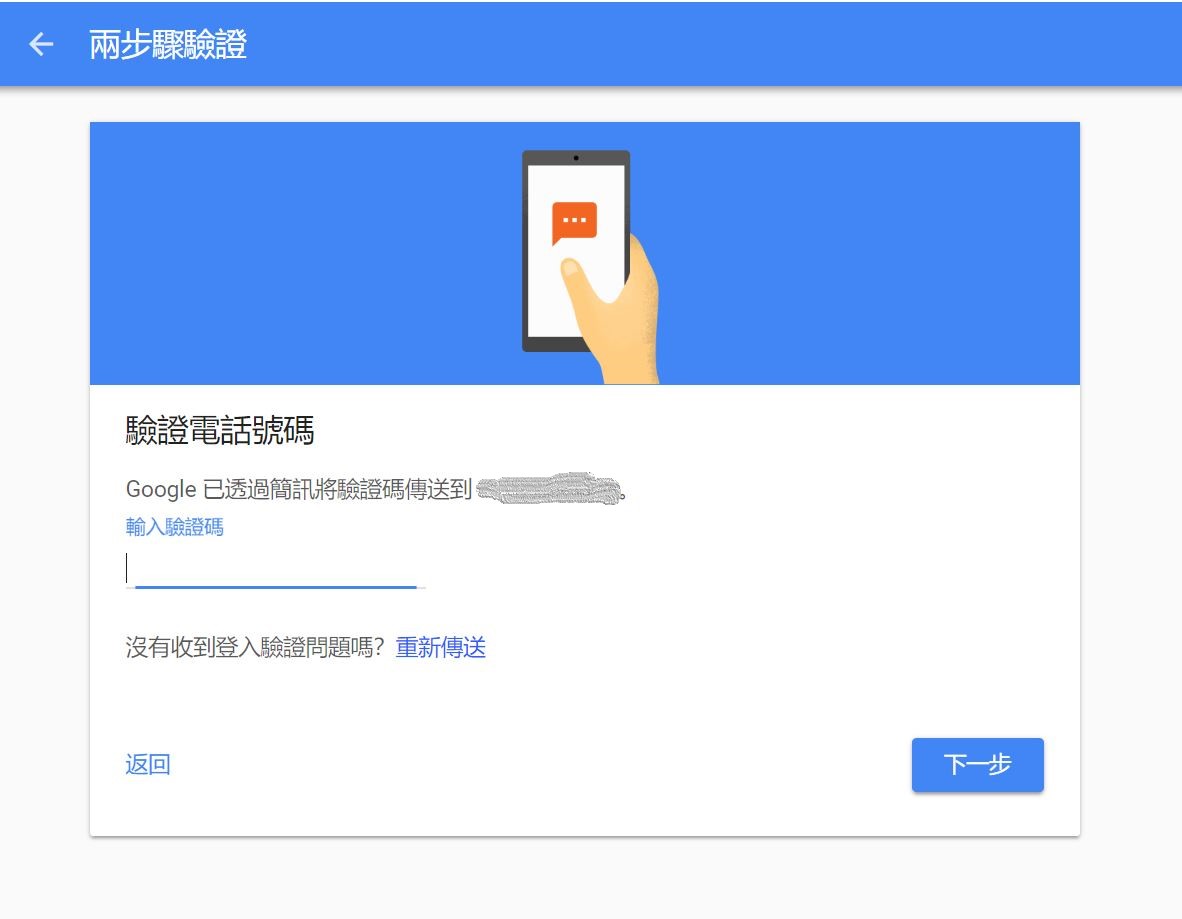 兩步驟驗證
驗證電話號碼
Google 已透過簡訊將驗證碼傳送到
輸入驗證碼
沒有收到登入驗證問題嗎？重新傳送
返回
下一步